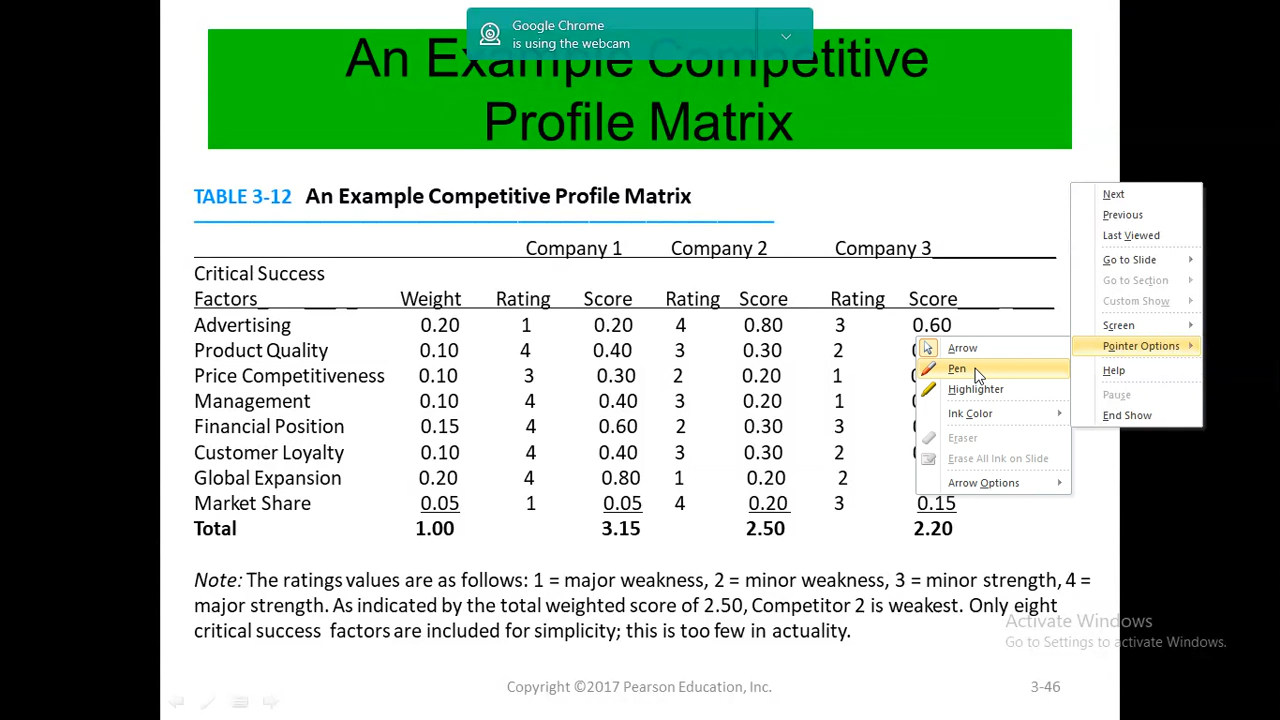 Google Chrome
is using the webcam
An Example Competitive
Profile Matrix
TABLE 3-12 An Example Competitive Profile Matrix
Company 1 Company 2 Company 3
Critical Success
Factors Weight Rating Score Rating Score Rating Score
Advertising 0.20 1 0.20 4 0.80 3 0.60
Product Quality 0.10 4 0.40 3 0.30 2
Price Competitiveness 0.10 3 0.30 2 0.20 1
Management 0.10 4 0.40 3 0.20 1
Financial Position 0.15 4 0.60 2 0.30 3
Customer Loyalty 0.10 4 0.40 3 0.30 2
Global Expansion 0.20 4 0.80 1 0.20 2
Market Share 0.05 1 0.05 4 0.20 3 0.15
Total 1.00 3.15 2.50 2.20
Note: The ratings values are as follows: 1 = major weakness, 2 = minor weakness, 3 = minor strength, 4 =
major strength. As indicated by the total weighted score of 2.50, Competitor 2 is weakest. Only eight
critical success factors are included for simplicity; this is too few in actuality.
Next
Previous
Last Viewed
Go to Slide
Go to Section
Custom Show
Screen
Pointer Options
Help
Pause
End Show
Arrow
Pen
Highlighter
Ink Color
Eraser
Erase All Ink on Slide
Arrow Options
Activate Windows
Go to Settings to activate Windows.
Copyright ©2017 Pearson Education, Inc.
3-46